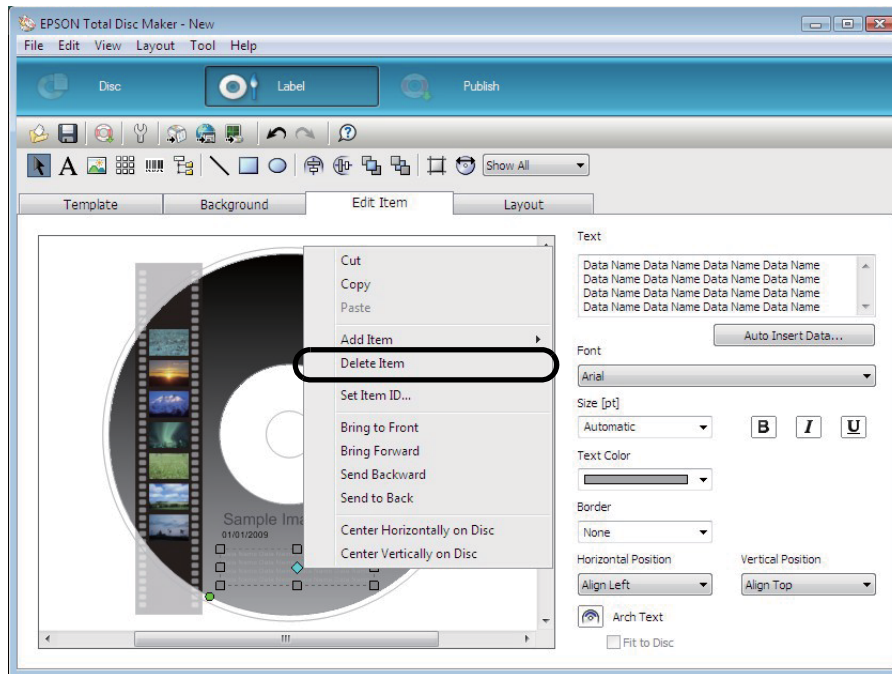 EPSON Total Disc Maker - New
File Edit View Layout Tool Help
Disc Label Publish
A Show All
Template Background Edit Item Layout
Cut
Copy
Paste
Add Item
Delete Item
Set Item ID...
Bring to Front
Bring Forward
Send Backward
Send to Back
Center Horizontally on Disc
Center Vertically on Disc
Sample Ima
01/01/2009
Text
Data Name Data Name Data Name Data Name
Data Name Data Name Data Name Data Name
Data Name Data Name Data Name Data Name
Data Name Data Name Data Name Data Name
Auto Insert Data...
Font
Arial
Size [pt]
Automatic B I U
Text Color
Border
None
Horizontal Position Vertical Position
Align Left Align Top
Arch Text
Fit to Disc